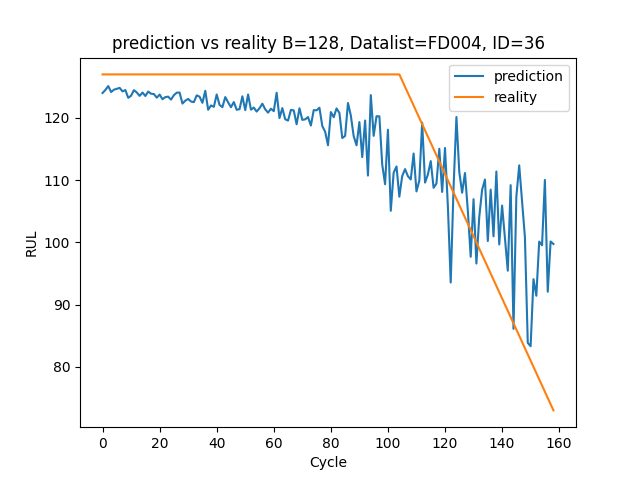 prediction vs reality B=128, Datalist=FD004, ID=36
prediction
reality
RUL
120
110
100
90
80
0 20 40 60 80 100 120 140 160
Cycle